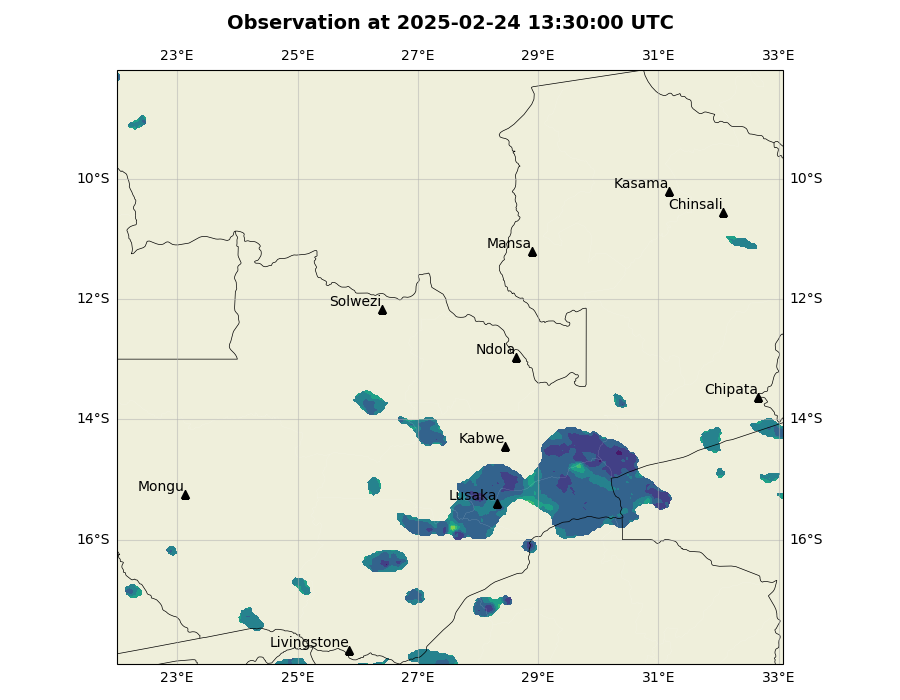 Observation at 2025-02-24 13:30:00 UTC
23°E 25°E 27°E 29°E 31°E 33°E
10°S 10°S
Kasama
Chinsali
Mansa
12°S 12°S
Solwezi
Ndola
Chipata
14°S 14°S
Kabwe
Mongu
Lusaka
16°S 16°S
Livingstone
23°E 25°E 27°E 29°E 31°E 33°E